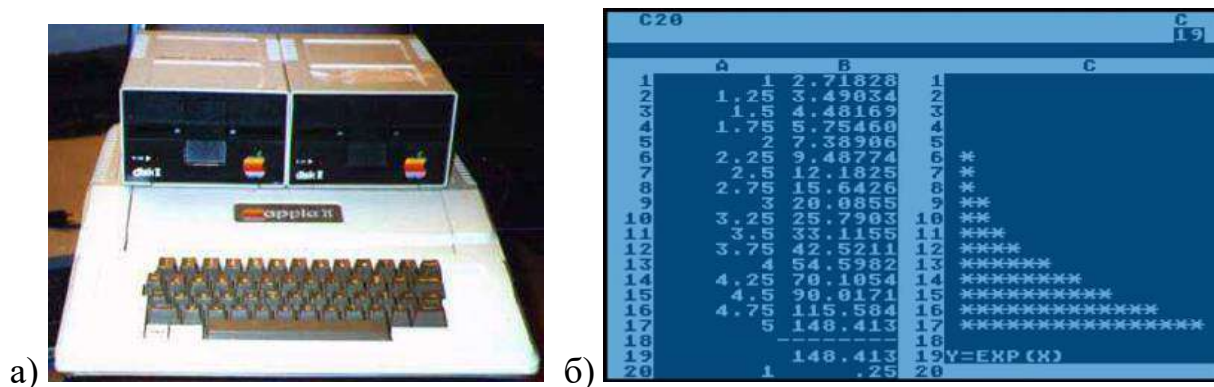 а)
disk II
disk II
apple II
б)
C20 C
19
A B C
1 1 2.71828 1
2 1.25 3.49034 2
3 1.5 4.48169 3
4 1.75 5.75460 4
5 2 7.38906 5
6 2.25 9.48774 6 *
7 2.5 12.1825 7 *
8 2.75 15.6426 8 *
9 3 20.0855 9 **
10 3.25 25.7903 10 **
11 3.5 33.1155 11 ***
12 3.75 42.5211 12 ****
13 4 54.5982 13 ******
14 4.25 70.1054 14 ********
15 4.5 90.0171 15 **********
16 4.75 115.584 16 *************
17 5 148.413 17 ****************
18 -------- 18
19 148.413 19 Y=EXP(X)
20 1 .25 20